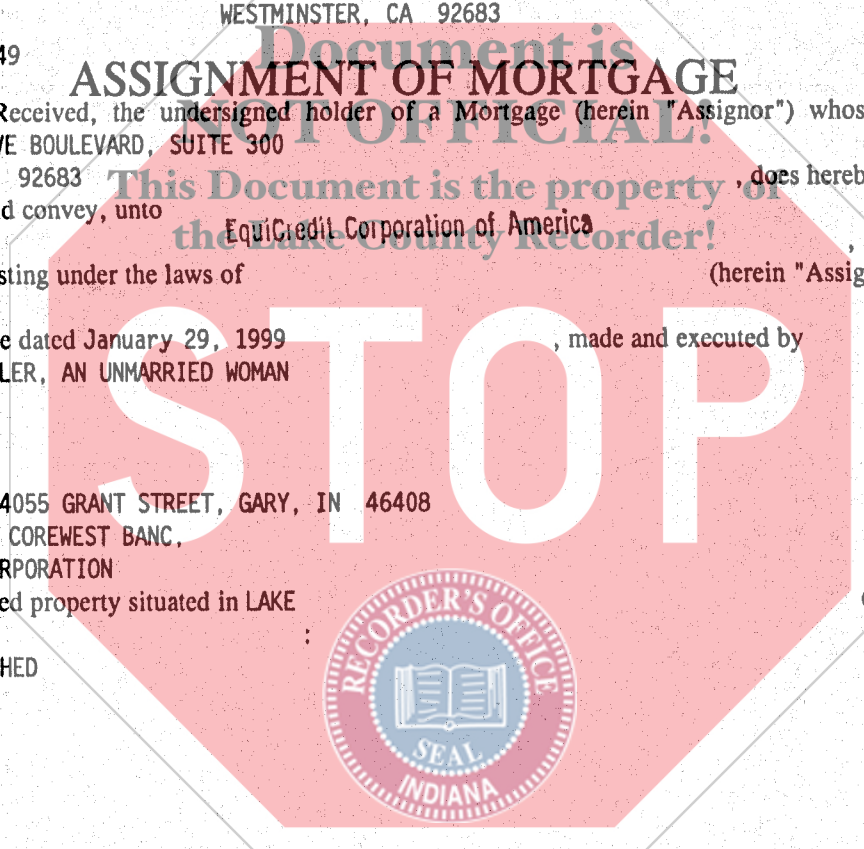 WESTMINSTER, CA 92683
49
Document is
ASSIGNMENT OF MORTGAGE
NOT OFFICIAL!
Received, the undersigned holder of a Mortgage (herein "Assignor") whos
VE BOULEVARD, SUITE 300
92683 , does hereb
This Document is the property of
d convey, unto
EquiCredit Corporation of America ,
the Lake County Recorder!
sting under the laws of (herein "Assig
e dated January 29, 1999 , made and executed by
LER, AN UNMARRIED WOMAN
STOP
4055 GRANT STREET, GARY, IN 46408
COREWEST BANC,
RPORATION
ed property situated in LAKE
:
HED
RECORDER'S OFFICE
SEAL
INDIANA